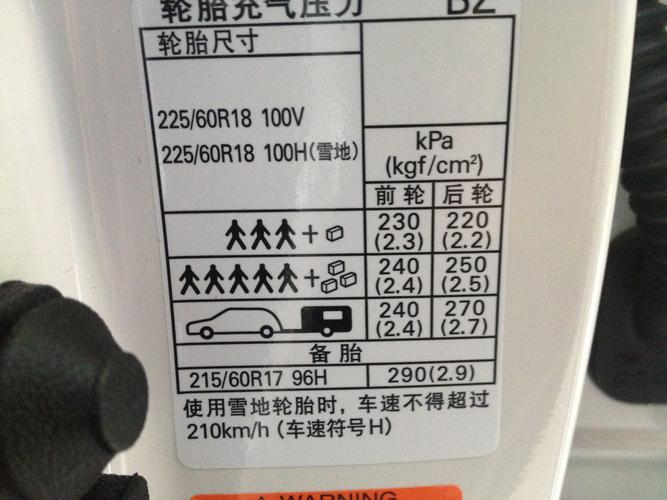 轮胎充气压力 BZ
轮胎尺寸
225/60R18 100V
225/60R18 100H(雪地)
kPa
(kgf/cm²)
前轮 后轮
+ 230 220
(2.3) (2.2)
+ 240 250
(2.4) (2.5)
240 270
(2.4) (2.7)
备胎
215/60R17 96H 290(2.9)
使用雪地轮胎时，车速不得超过
210km/h (车速符号H)
WARNING